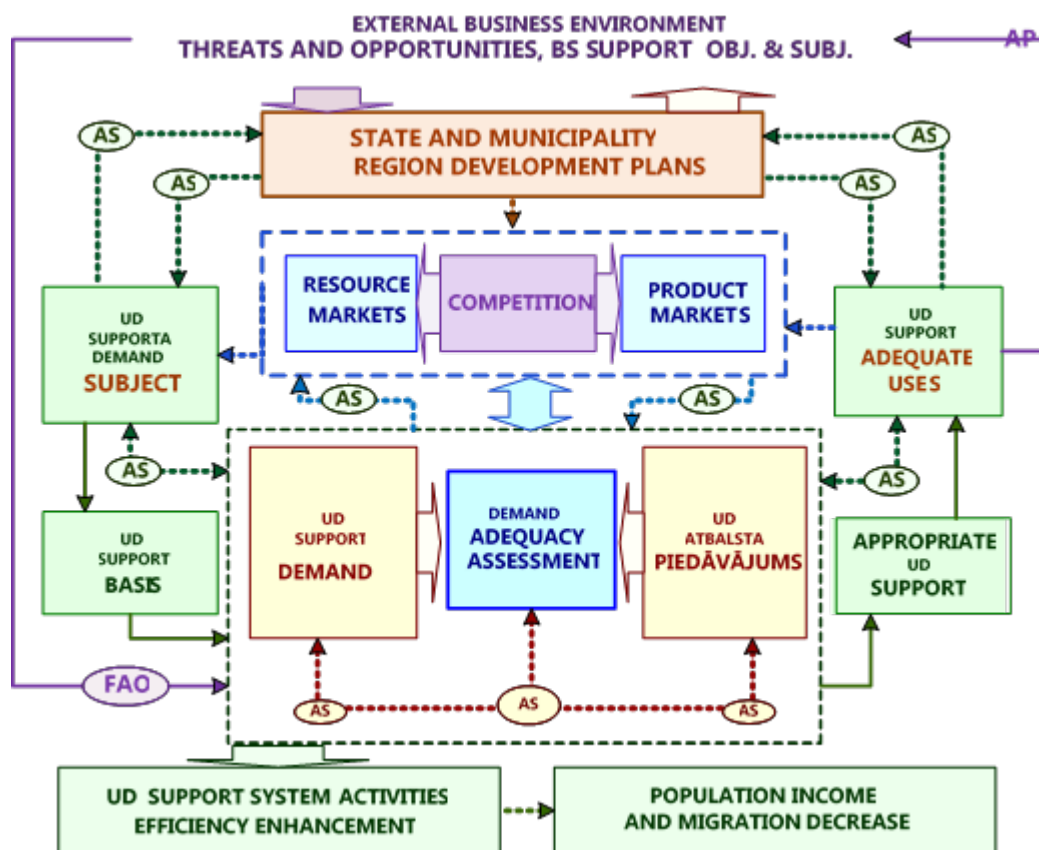 EXTERNAL BUSINESS ENVIRONMENT
THREATS AND OPPORTUNITIES, BS SUPPORT OBJ. & SUBJ.
AP
AS
STATE AND MUNICIPALITY
REGION DEVELOPMENT PLANS
AS
AS
AS
RESOURCE
MARKETS
COMPETITION
PRODUCT
MARKETS
UD
SUPPORTA
DEMAND
SUBJECT
UD
SUPPORT
ADEQUATE
USES
AS
AS
AS
AS
UD
SUPPORT
DEMAND
DEMAND
ADEQUACY
ASSESSMENT
UD
ATBALSTA
PIEDĀVĀJUMS
UD
SUPPORT
BASIS
APPROPRIATE
UD
SUPPORT
FAO
AS
AS
AS
UD SUPPORT SYSTEM ACTIVITIES
EFFICIENCY ENHANCEMENT
POPULATION INCOME
AND MIGRATION DECREASE